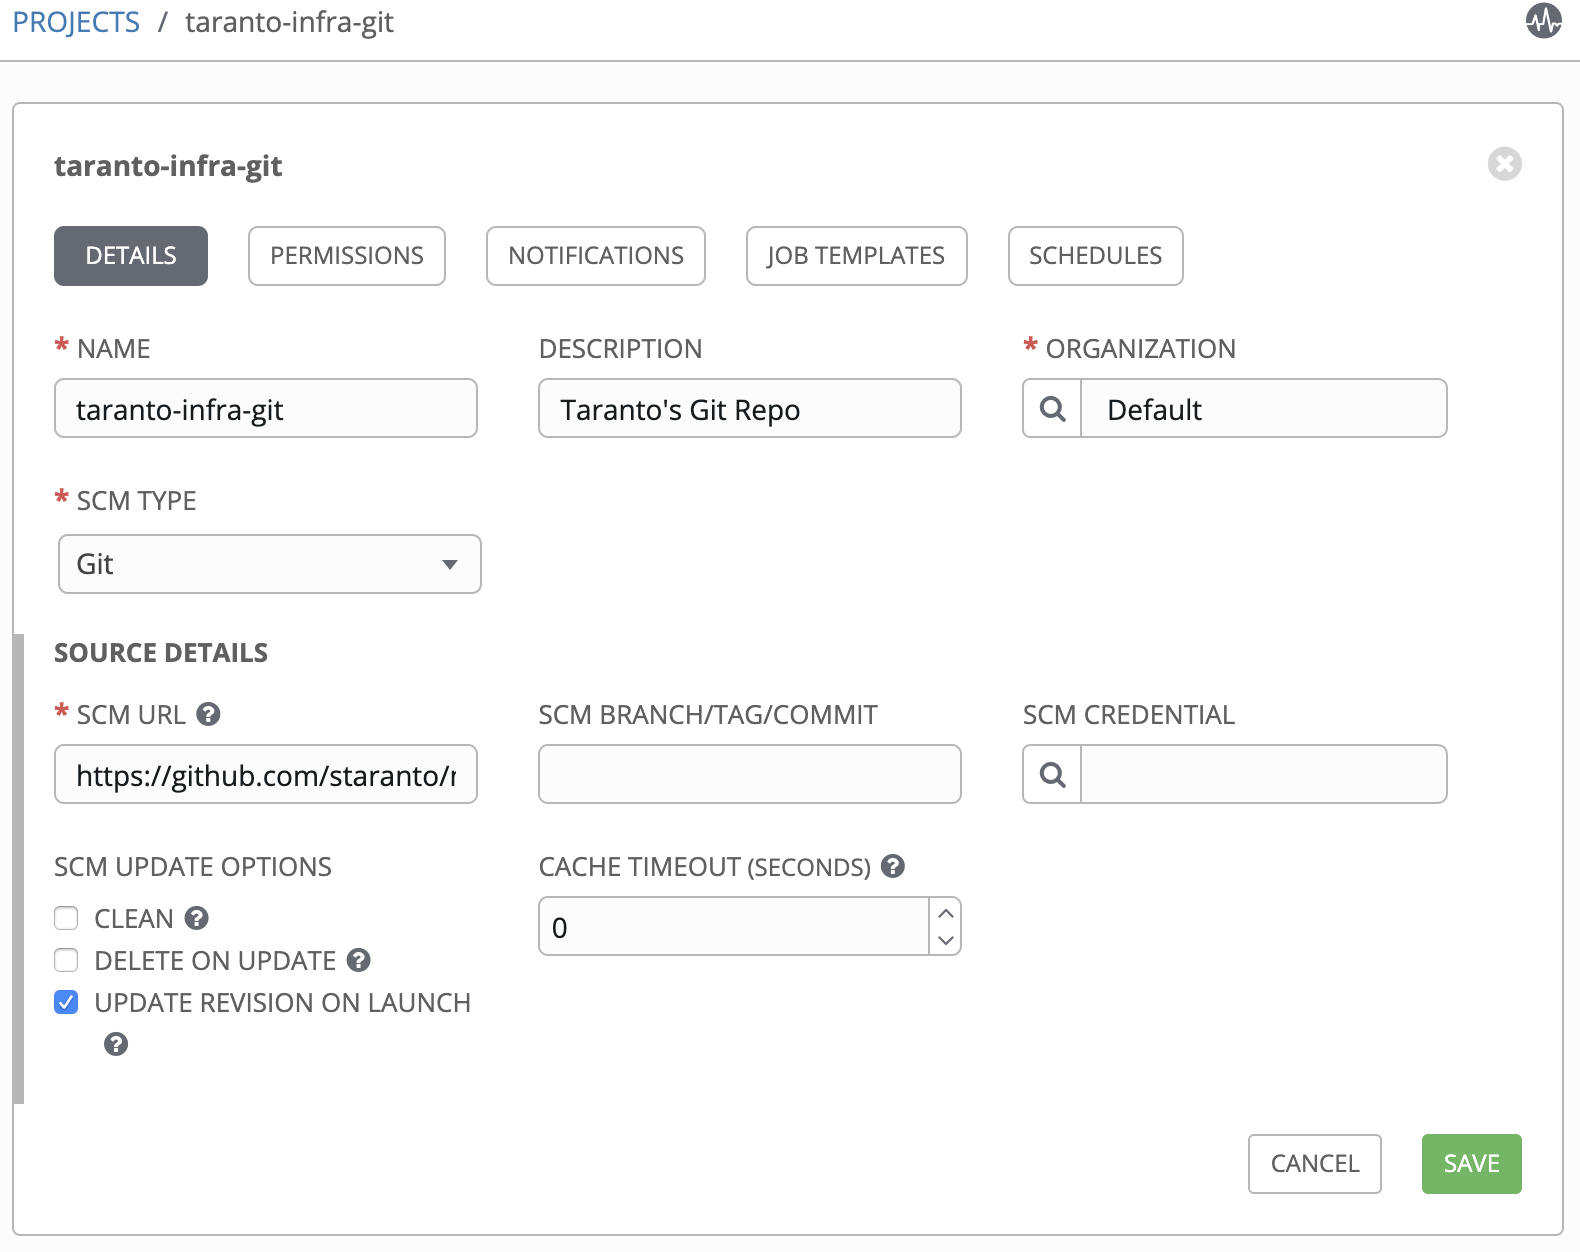 PROJECTS / taranto-infra-git
taranto-infra-git
DETAILS PERMISSIONS NOTIFICATIONS JOB TEMPLATES SCHEDULES
* NAME DESCRIPTION * ORGANIZATION
taranto-infra-git Taranto's Git Repo Default
* SCM TYPE
Git
SOURCE DETAILS
* SCM URL ? SCM BRANCH/TAG/COMMIT SCM CREDENTIAL
https://github.com/staranto/
SCM UPDATE OPTIONS CACHE TIMEOUT (SECONDS) ?
CLEAN ? 0
DELETE ON UPDATE ?
UPDATE REVISION ON LAUNCH
?
CANCEL SAVE